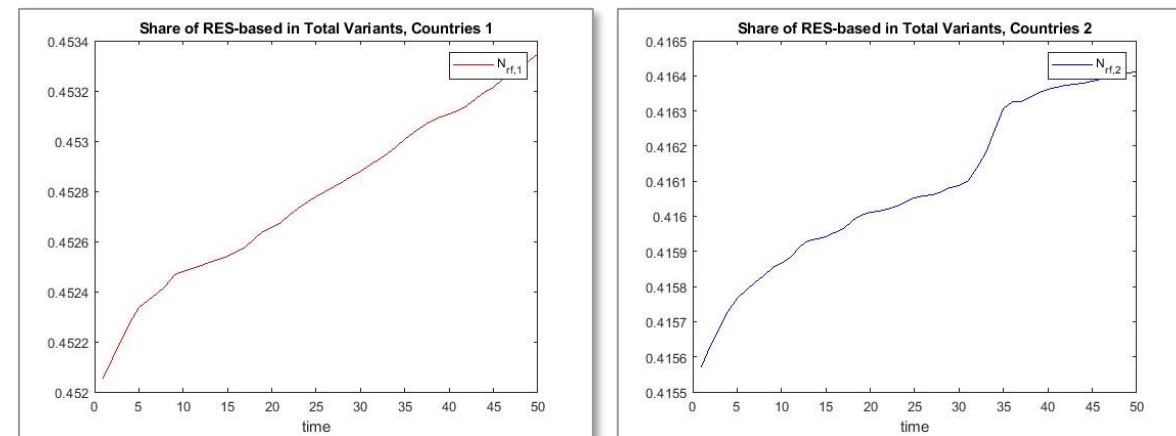 Share of RES-based in Total Variants, Countries 1
0.4534
0.4532
0.453
0.4528
0.4526
0.4524
0.4522
0.452
N_rf,1
0 5 10 15 20 25 30 35 40 45 50
time
Share of RES-based in Total Variants, Countries 2
0.4165
0.4164
0.4163
0.4162
0.4161
0.416
0.4159
0.4158
0.4157
0.4156
0.4155
N_rf,2
0 5 10 15 20 25 30 35 40 45 50
time